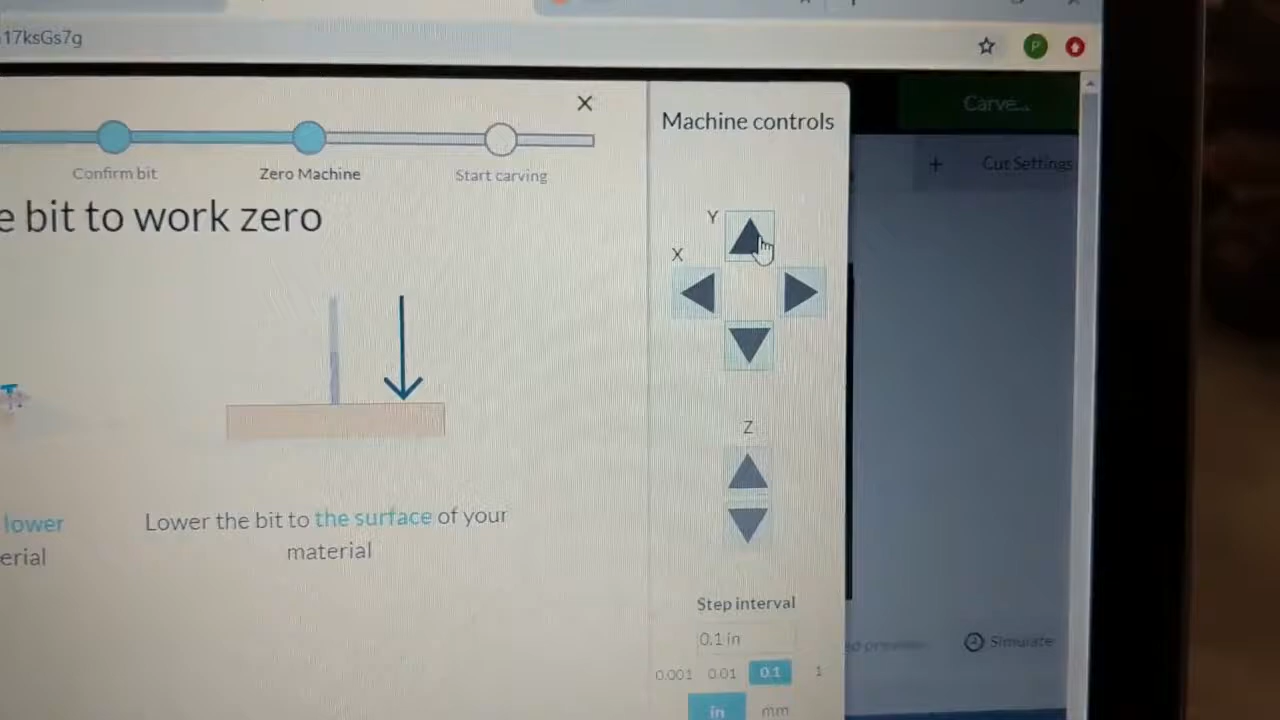 17ksGs7g
P
Carve...
Machine controls
+ Cut Settings
Confirm bit
Zero Machine
Start carving
e bit to work zero
Y
X
Z
lower
erial
Lower the bit to the surface of your
material
Step interval
0.1 in
0.001 0.01 0.1 1
in mm
Simulate